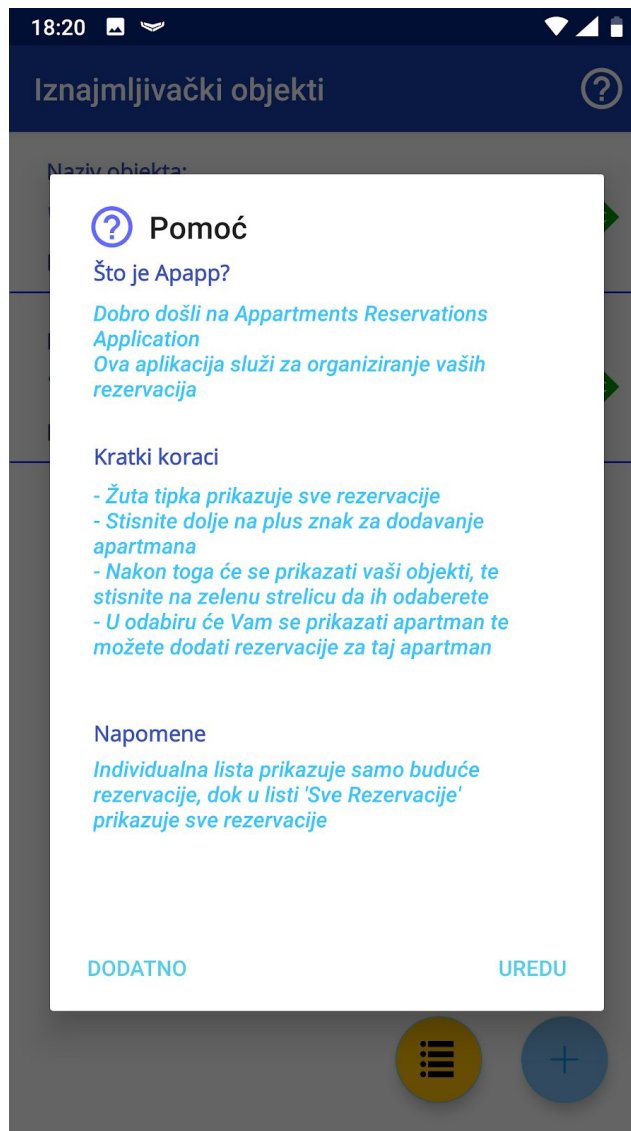 18:20
Iznajmljivački objekti
Naziv objekta:
Pomoć
Što je Apapp?
Dobro došli na Appartments Reservations
Application
Ova aplikacija služi za organiziranje vaših
rezervacija
Kratki koraci
- Žuta tipka prikazuje sve rezervacije
- Stisnite dolje na plus znak za dodavanje
apartmana
- Nakon toga će se prikazati vaši objekti, te
stisnite na zelenu strelicu da ih odaberete
- U odabiru će Vam se prikazati apartman te
možete dodati rezervacije za taj apartman
Napomene
Individualna lista prikazuje samo buduće
rezervacije, dok u listi 'Sve Rezervacije'
prikazuje sve rezervacije
DODATNO
UREDU